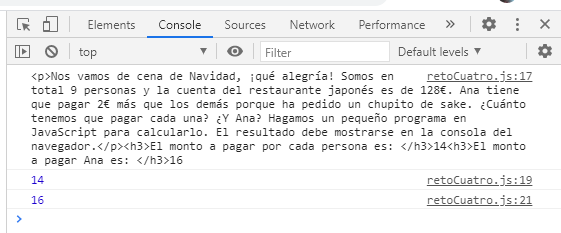 Elements Console Sources Network Performance »
top Filter Default levels
<p>Nos vamos de cena de Navidad, ¡qué alegría! Somos en retoCuatro.js:17
total 9 personas y la cuenta del restaurante japonés es de 128€. Ana tiene
que pagar 2€ más que los demás porque ha pedido un chupito de sake. ¿Cuánto
tenemos que pagar cada una? ¿Y Ana? Hagamos un pequeño programa en
JavaScript para calcularlo. El resultado debe mostrarse en la consola del
navegador.</p><h3>El monto a pagar por cada persona es: </h3>14<h3>El monto
a pagar Ana es: </h3>16
14 retoCuatro.js:19
16 retoCuatro.js:21
>